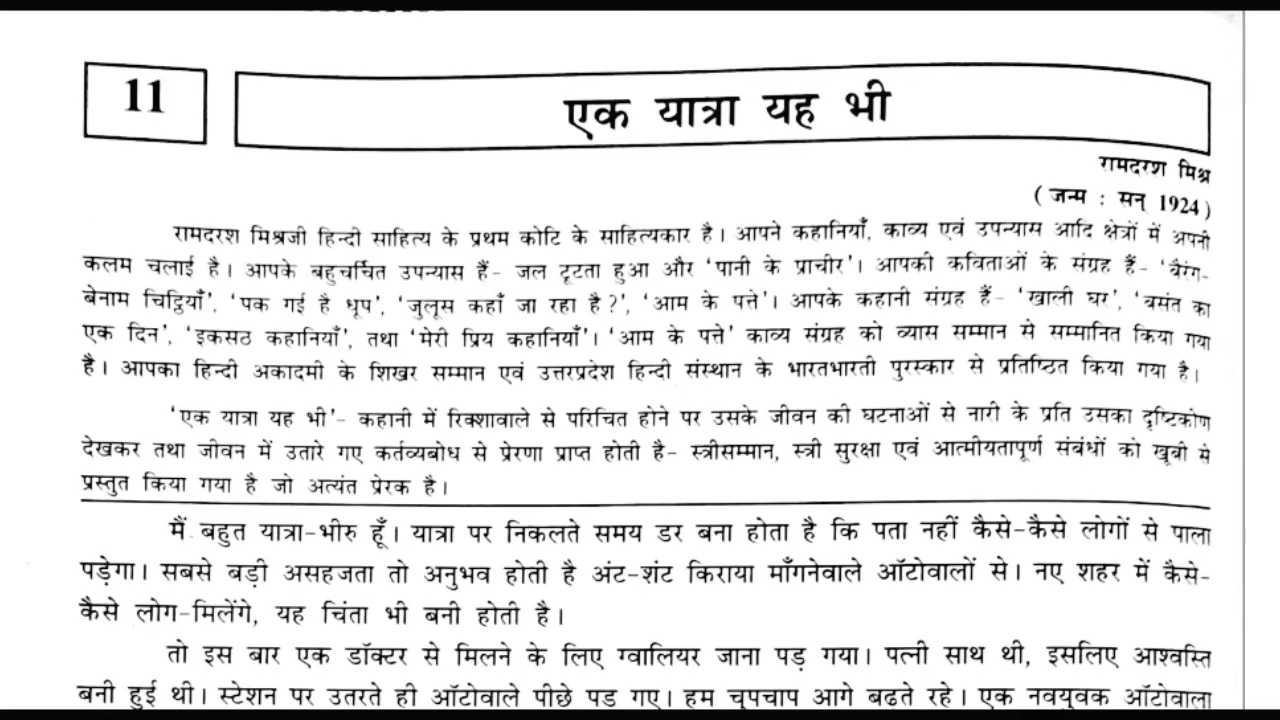 11
एक यात्रा यह भी
रामदरश मिश्र
( जन्म : सन् 1924)
रामदरश मिश्रजी हिन्दी साहित्य के प्रथम कोटि के साहित्यकार है। आपने कहानियाँ, काव्य एवं उपन्यास आदि क्षेत्रों में अपनी
कलम चलाई है। आपके बहुचर्चित उपन्यास हैं- जल टूटता हुआ और 'पानी के प्राचीर'। आपकी कविताओं के संग्रह हैं- 'बैरंग-
बेनाम चिट्ठियाँ', 'पक गई है धूप', 'जुलूस कहाँ जा रहा है?', 'आम के पत्ते'। आपके कहानी संग्रह हैं- 'खाली घर', 'बसंत का
एक दिन', 'इकसठ कहानियाँ', तथा 'मेरी प्रिय कहानियाँ'। 'आम के पत्ते' काव्य संग्रह को व्यास सम्मान से सम्मानित किया गया
है। आपका हिन्दी अकादमी के शिखर सम्मान एवं उत्तरप्रदेश हिन्दी संस्थान के भारतभारती पुरस्कार से प्रतिष्ठित किया गया है।
'एक यात्रा यह भी'- कहानी में रिक्शावाले से परिचित होने पर उसके जीवन की घटनाओं से नारी के प्रति उसका दृष्टिकोण
देखकर तथा जीवन में उतारे गए कर्तव्यबोध से प्रेरणा प्राप्त होती है- स्त्रीसम्मान, स्त्री सुरक्षा एवं आत्मीयतापूर्ण संबंधों को खूबी से
प्रस्तुत किया गया है जो अत्यंत प्रेरक है।
मैं बहुत यात्रा-भीरु हूँ। यात्रा पर निकलते समय डर बना होता है कि पता नहीं कैसे-कैसे लोगों से पाला
पड़ेगा। सबसे बड़ी असहजता तो अनुभव होती है अंट-शंट किराया माँगनेवाले ऑटोवालों से। नए शहर में कैसे-
कैसे लोग-मिलेंगे, यह चिंता भी बनी होती है।
तो इस बार एक डॉक्टर से मिलने के लिए ग्वालियर जाना पड़ गया। पत्नी साथ थी, इसलिए आश्वस्ति
बनी हुई थी। स्टेशन पर उतरते ही ऑटोवाले पीछे पड़ गए। हम चुपचाप आगे बढ़ते रहे। एक नवयुवक ऑटोवाला